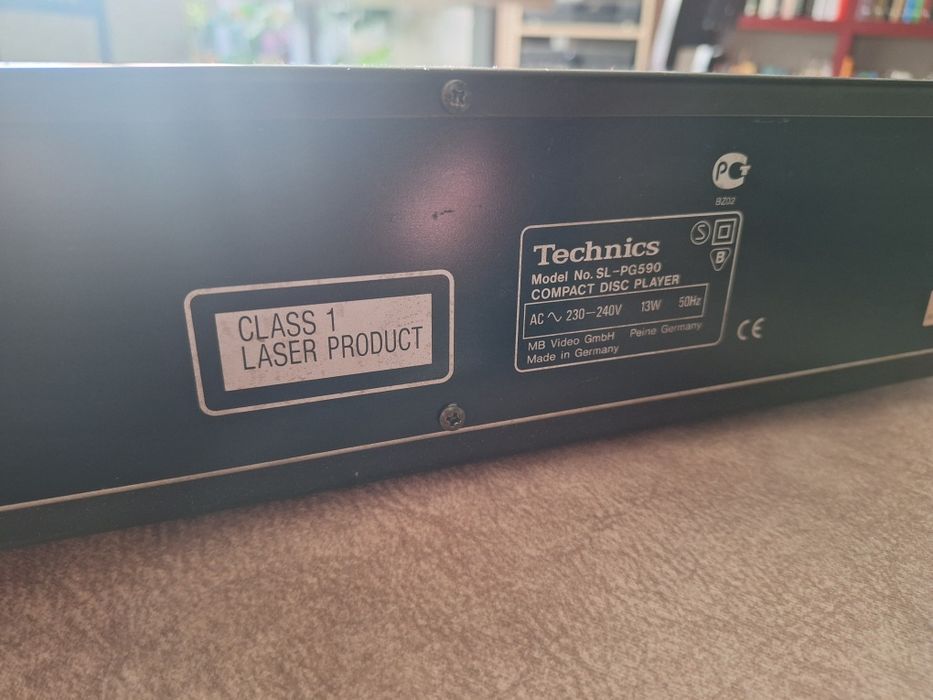 CLASS 1
LASER PRODUCT
PG
BZ02
S
B
Technics
Model No. SL-PG590
COMPACT DISC PLAYER
AC ∿ 230-240V 13W 50Hz
MB Video GmbH Peine Germany
Made in Germany
CE